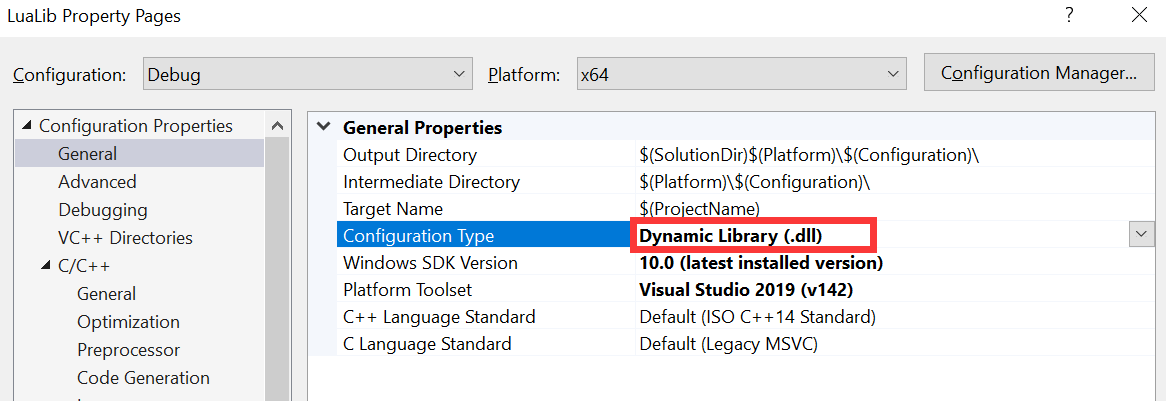 LuaLib Property Pages ?
Configuration: Debug Platform: x64 Configuration Manager...
Configuration Properties
General
Advanced
Debugging
VC++ Directories
C/C++
General
Optimization
Preprocessor
Code Generation
General Properties
Output Directory $(SolutionDir)$(Platform)\$(Configuration)\
Intermediate Directory $(Platform)\$(Configuration)\
Target Name $(ProjectName)
Configuration Type Dynamic Library (.dll)
Windows SDK Version 10.0 (latest installed version)
Platform Toolset Visual Studio 2019 (v142)
C++ Language Standard Default (ISO C++14 Standard)
C Language Standard Default (Legacy MSVC)